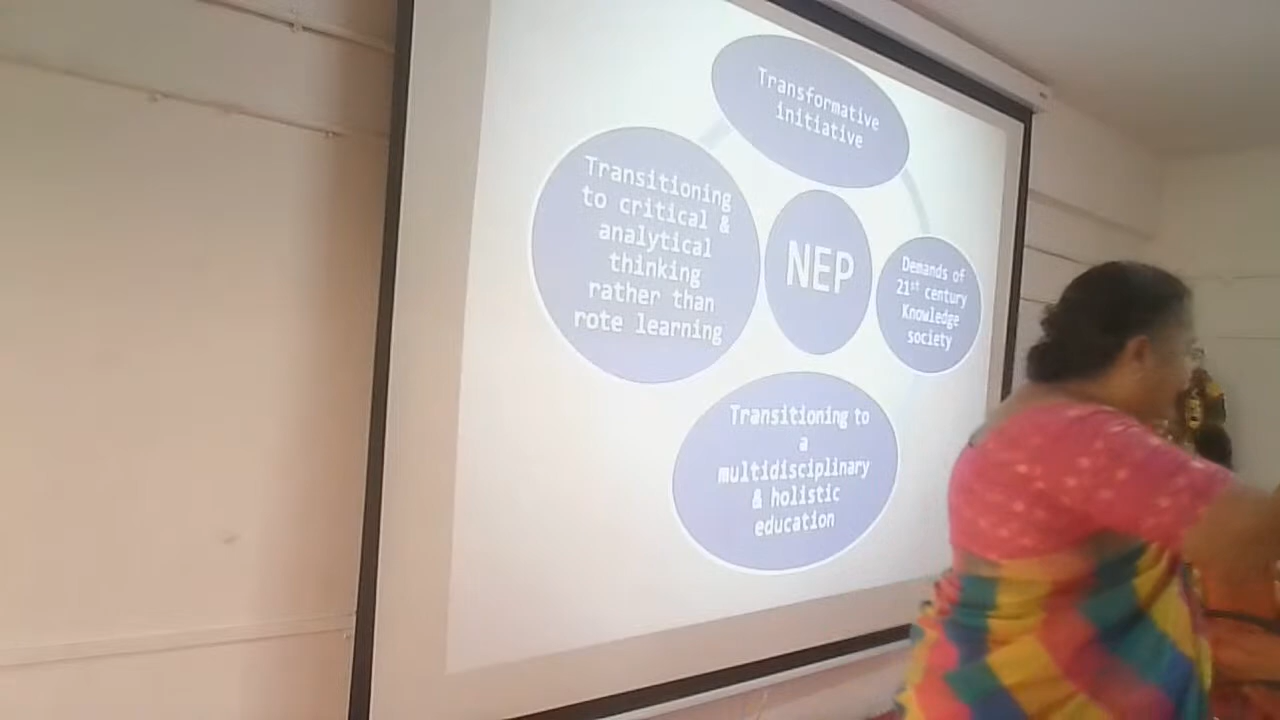 Transformative
initiative
Transitioning
to critical &
analytical
thinking
rather than
rote learning
NEP
Demands of
21st century
Knowledge
society
Transitioning to
a
multidisciplinary
& holistic
education